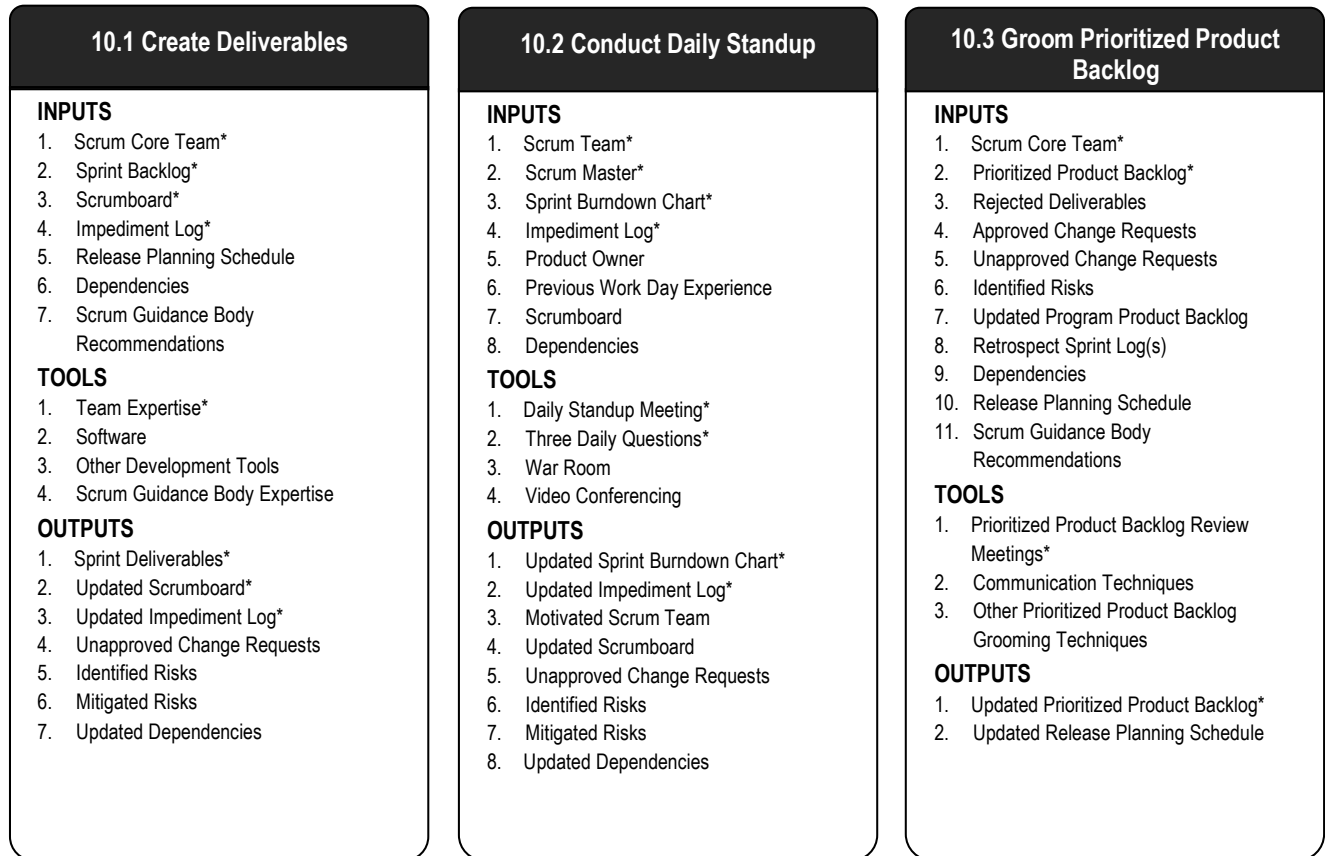 10.1 Create Deliverables
INPUTS
1. Scrum Core Team*
2. Sprint Backlog*
3. Scrumboard*
4. Impediment Log*
5. Release Planning Schedule
6. Dependencies
7. Scrum Guidance Body
Recommendations
TOOLS
1. Team Expertise*
2. Software
3. Other Development Tools
4. Scrum Guidance Body Expertise
OUTPUTS
1. Sprint Deliverables*
2. Updated Scrumboard*
3. Updated Impediment Log*
4. Unapproved Change Requests
5. Identified Risks
6. Mitigated Risks
7. Updated Dependencies
10.2 Conduct Daily Standup
INPUTS
1. Scrum Team*
2. Scrum Master*
3. Sprint Burndown Chart*
4. Impediment Log*
5. Product Owner
6. Previous Work Day Experience
7. Scrumboard
8. Dependencies
TOOLS
1. Daily Standup Meeting*
2. Three Daily Questions*
3. War Room
4. Video Conferencing
OUTPUTS
1. Updated Sprint Burndown Chart*
2. Updated Impediment Log*
3. Motivated Scrum Team
4. Updated Scrumboard
5. Unapproved Change Requests
6. Identified Risks
7. Mitigated Risks
8. Updated Dependencies
10.3 Groom Prioritized Product
Backlog
INPUTS
1. Scrum Core Team*
2. Prioritized Product Backlog*
3. Rejected Deliverables
4. Approved Change Requests
5. Unapproved Change Requests
6. Identified Risks
7. Updated Program Product Backlog
8. Retrospect Sprint Log(s)
9. Dependencies
10. Release Planning Schedule
11. Scrum Guidance Body
Recommendations
TOOLS
1. Prioritized Product Backlog Review
Meetings*
2. Communication Techniques
3. Other Prioritized Product Backlog
Grooming Techniques
OUTPUTS
1. Updated Prioritized Product Backlog*
2. Updated Release Planning Schedule